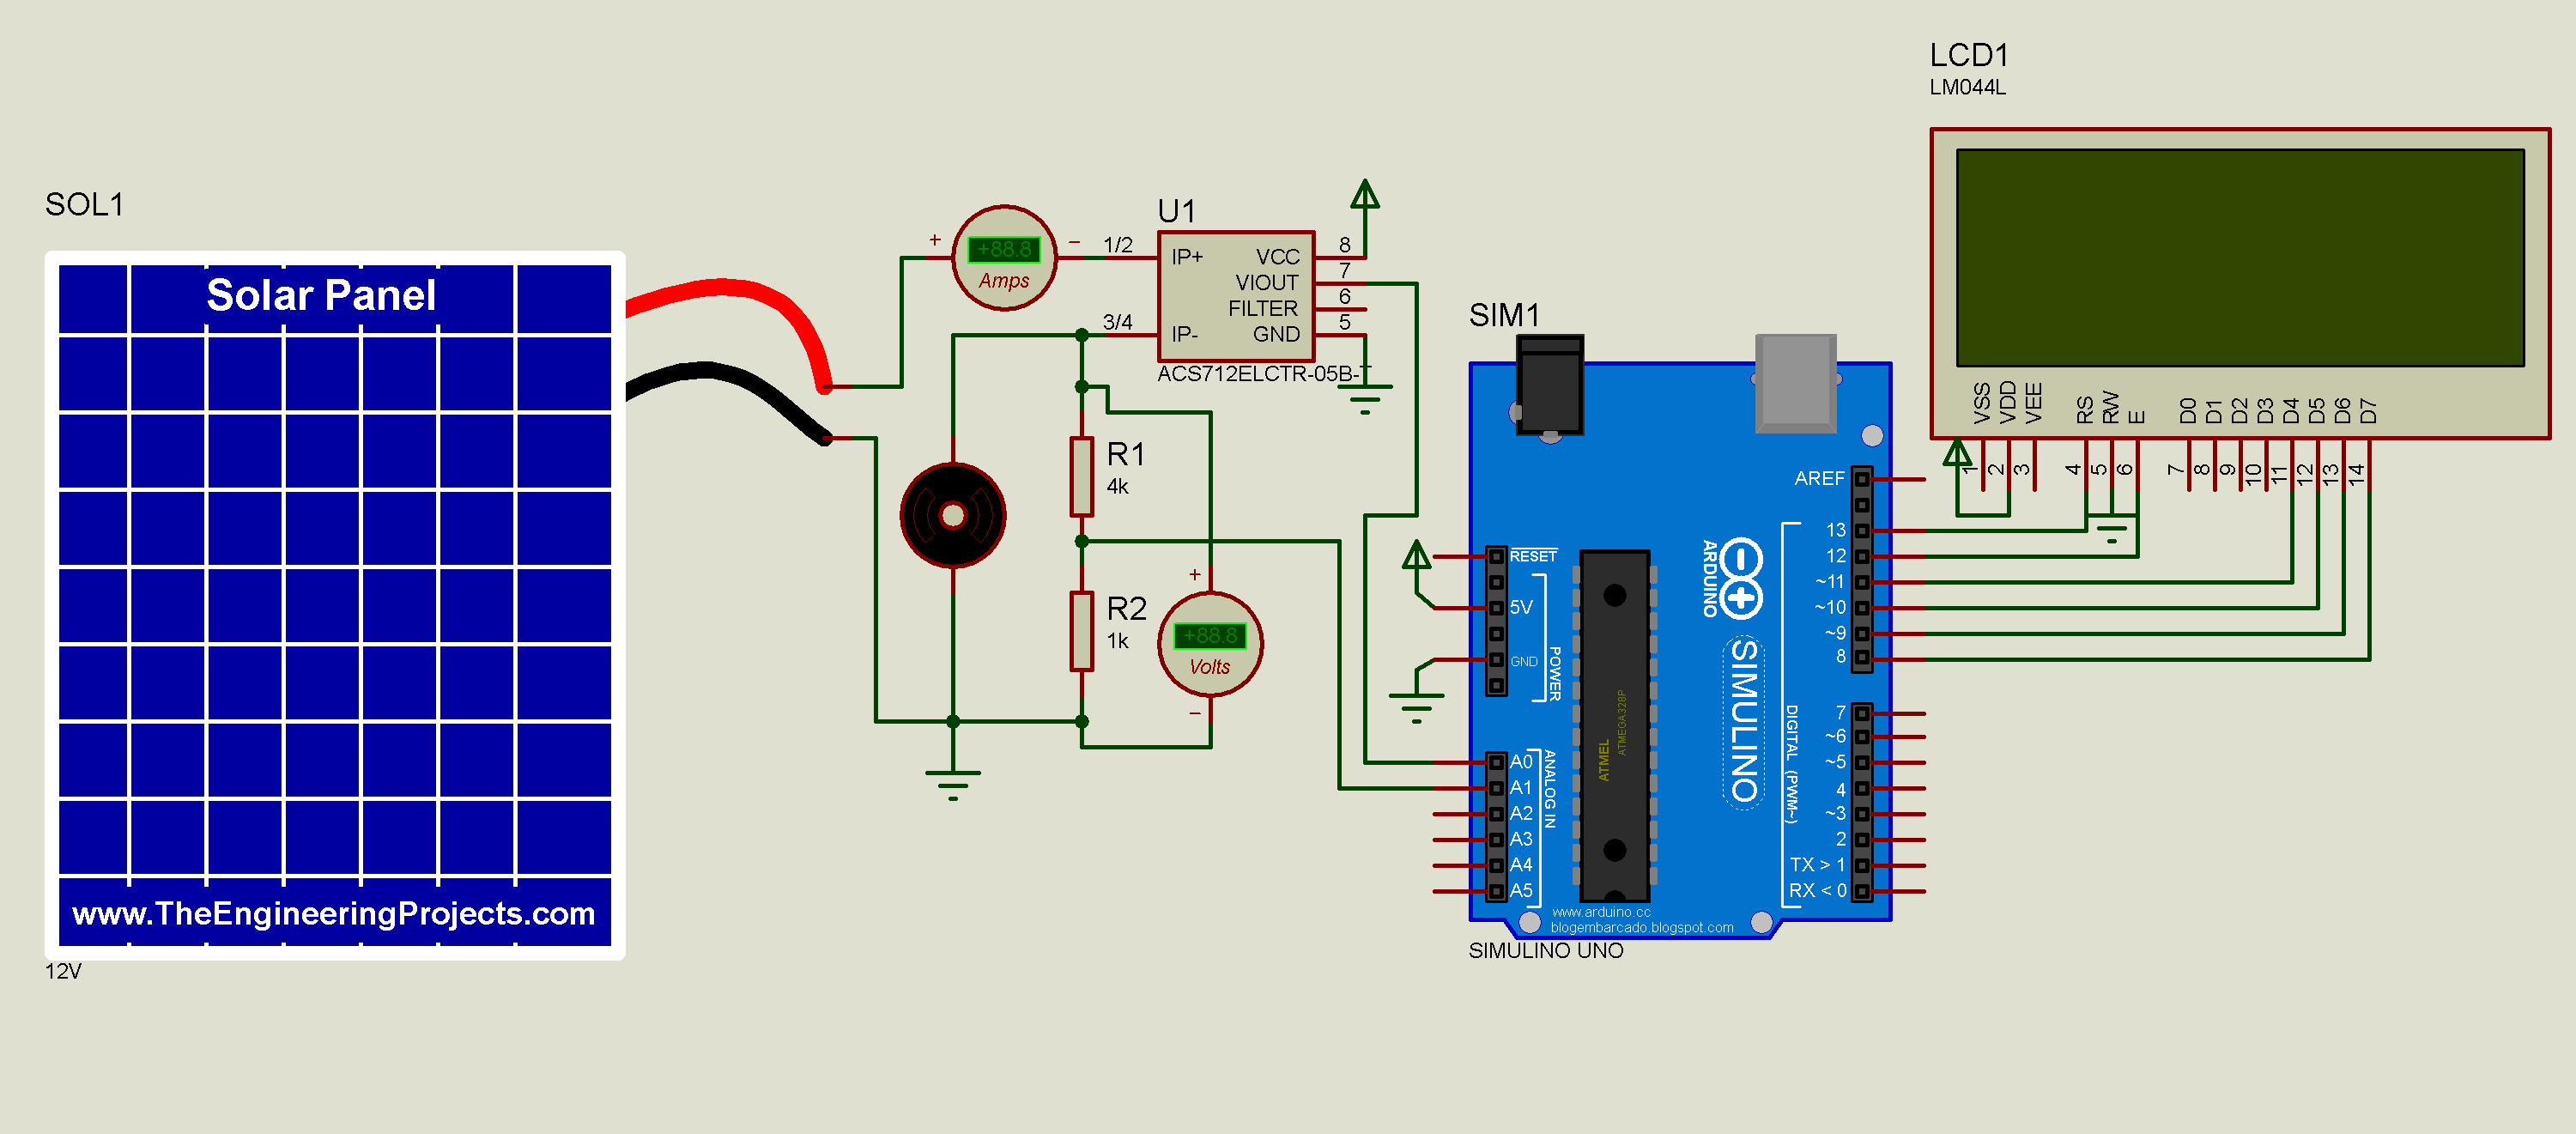 LCD1
LM044L
SOL1
Solar Panel
www.TheEngineeringProjects.com
12V
+ +88.8 −
Amps
U1
1/2 IP+ VCC 8
VIOUT 7
FILTER 6
3/4 IP- GND 5
ACS712ELCTR-05B-T
R1
4k
R2
1k
+
+88.8
Volts
−
SIM1
RESET
5V
GND
POWER
A0
A1
A2
A3
A4
A5
ANALOG IN
ATMEL
ATMEGA328P
ARDUINO
SIMULINO
AREF
13
12
~11
~10
~9
8
7
~6
~5
4
~3
2
TX > 1
RX < 0
DIGITAL (PWM~)
www.arduino.cc
blogembarcado.blogspot.com
SIMULINO UNO
VSS VDD VEE RS RW E D0 D1 D2 D3 D4 D5 D6 D7
1 2 3 4 5 6 7 8 9 10 11 12 13 14